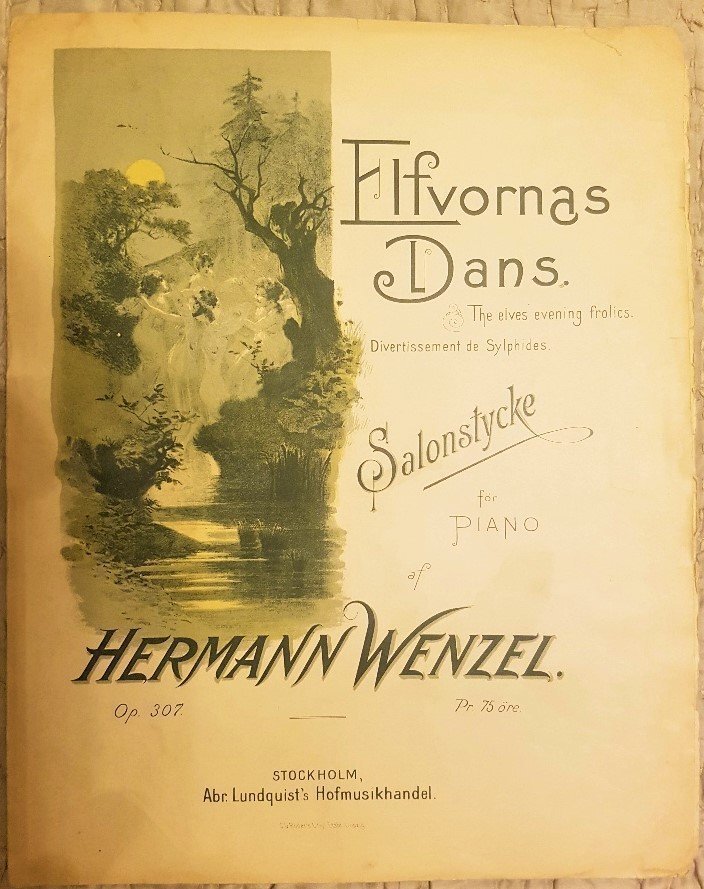 Elfvornas
Dans.
The elves evening frolics.
Divertissement de Sylphides.
Salonstycke
för
PIANO
af
HERMANN WENZEL.
Op. 307.
Pr. 75 öre.
STOCKHOLM,
Abr. Lundquist's Hofmusikhandel.